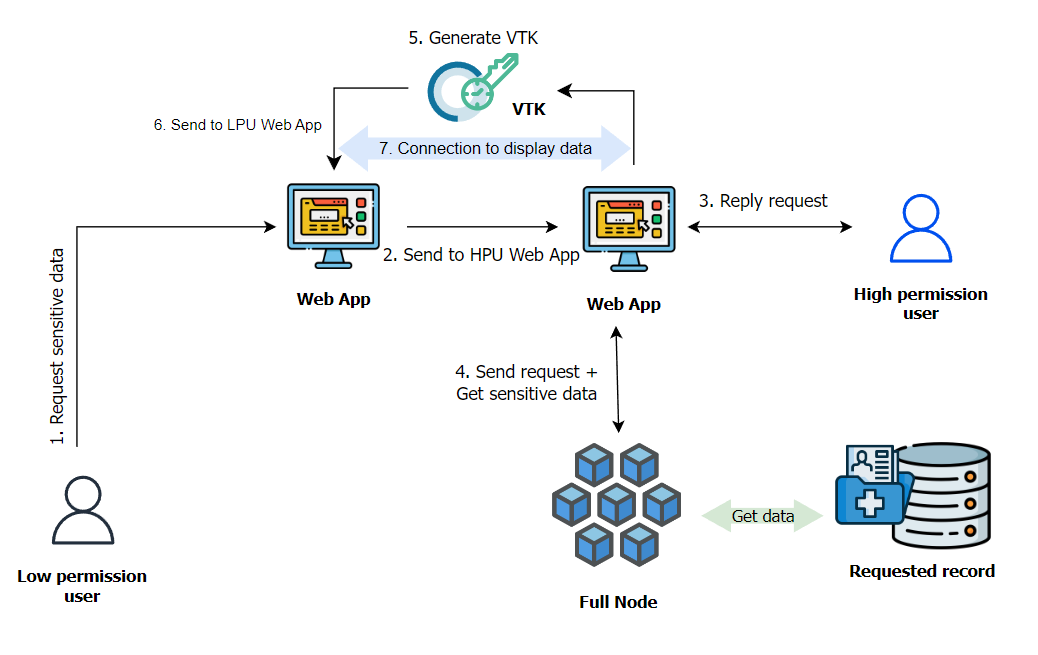 5. Generate VTK
VTK
6. Send to LPU Web App
7. Connection to display data
3. Reply request
2. Send to HPU Web App
Web App
Web App
High permission
user
1. Request sensitive data
4. Send request +
Get sensitive data
Get data
Low permission
user
Requested record
Full Node